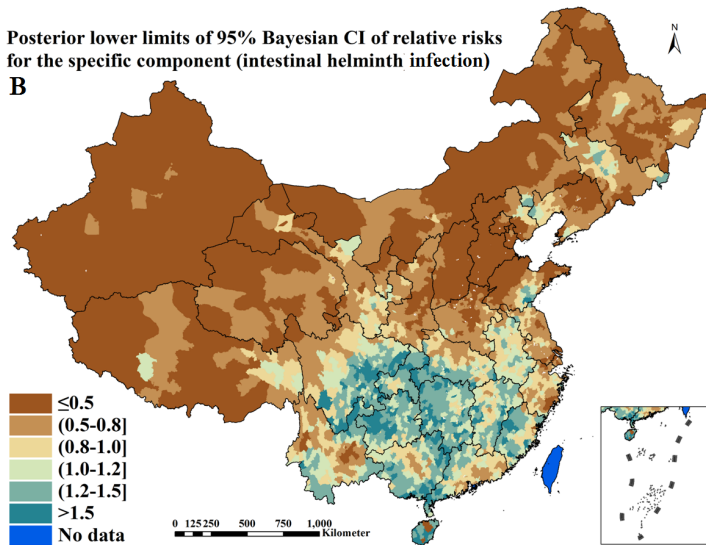 Posterior lower limits of 95% Bayesian CI of relative risks
for the specific component (intestinal helminth infection)
B
N
≤0.5
(0.5-0.8]
(0.8-1.0]
(1.0-1.2]
(1.2-1.5]
>1.5
No data
0 125 250 500 750 1,000
Kilometer